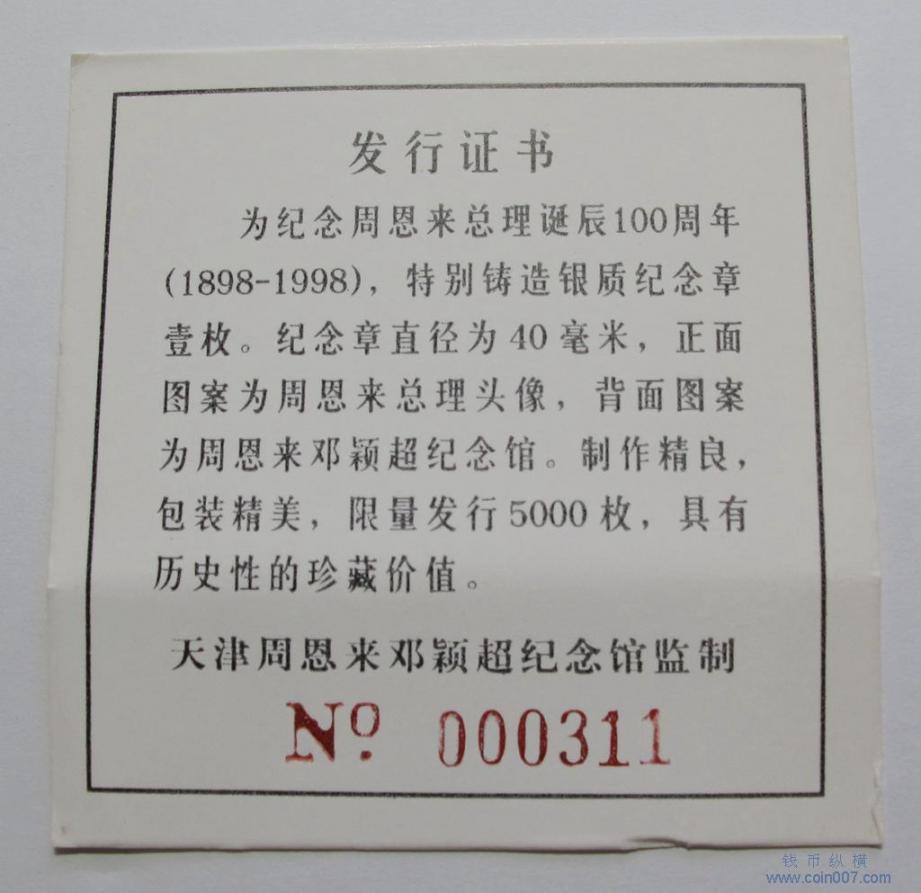 发行证书
为纪念周恩来总理诞辰100周年
(1898-1998)，特别铸造银质纪念章
壹枚。纪念章直径为40毫米，正面
图案为周恩来总理头像，背面图案
为周恩来邓颖超纪念馆。制作精良，
包装精美，限量发行5000枚，具有
历史性的珍藏价值。
天津周恩来邓颖超纪念馆监制
Nº 000311
钱币纵横
www.coin007.com